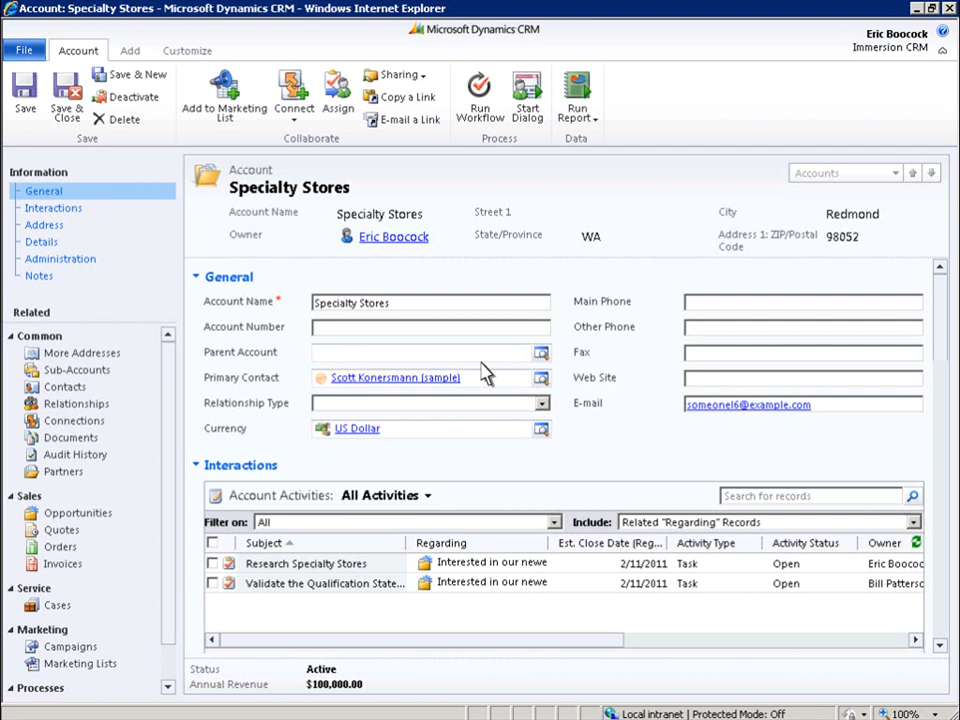 Account: Specialty Stores - Microsoft Dynamics CRM - Windows Internet Explorer
Microsoft Dynamics CRM
Eric Boocock
Immersion CRM
File Account Add Customize
Save
Save & Close
Save & New
Deactivate
Delete
Add to Marketing List
Connect
Assign
Sharing
Copy a Link
E-mail a Link
Run Workflow
Start Dialog
Run Report
Save Collaborate Process Data
Information
General
Interactions
Address
Details
Administration
Notes
Related
Common
More Addresses
Sub-Accounts
Contacts
Relationships
Connections
Documents
Audit History
Partners
Sales
Opportunities
Quotes
Orders
Invoices
Service
Cases
Marketing
Campaigns
Marketing Lists
Processes
Account
Specialty Stores
Accounts
Account Name Specialty Stores Street 1 City Redmond
Owner Eric Boocock State/Province WA Address 1: ZIP/Postal Code 98052
General
Account Name * Specialty Stores Main Phone
Account Number Other Phone
Parent Account Fax
Primary Contact Scott Konersmann (sample) Web Site
Relationship Type E-mail someone16@example.com
Currency US Dollar
Interactions
Account Activities: All Activities Search for records
Filter on: All Include: Related "Regarding" Records
Subject Regarding Est. Close Date (Reg... Activity Type Activity Status Owner
Research Specialty Stores Interested in our newe 2/11/2011 Task Open Eric Booco
Validate the Qualification State... Interested in our newe 2/11/2011 Task Open Bill Patterso
Status Active
Annual Revenue $100,000.00
Local intranet | Protected Mode: Off 100%